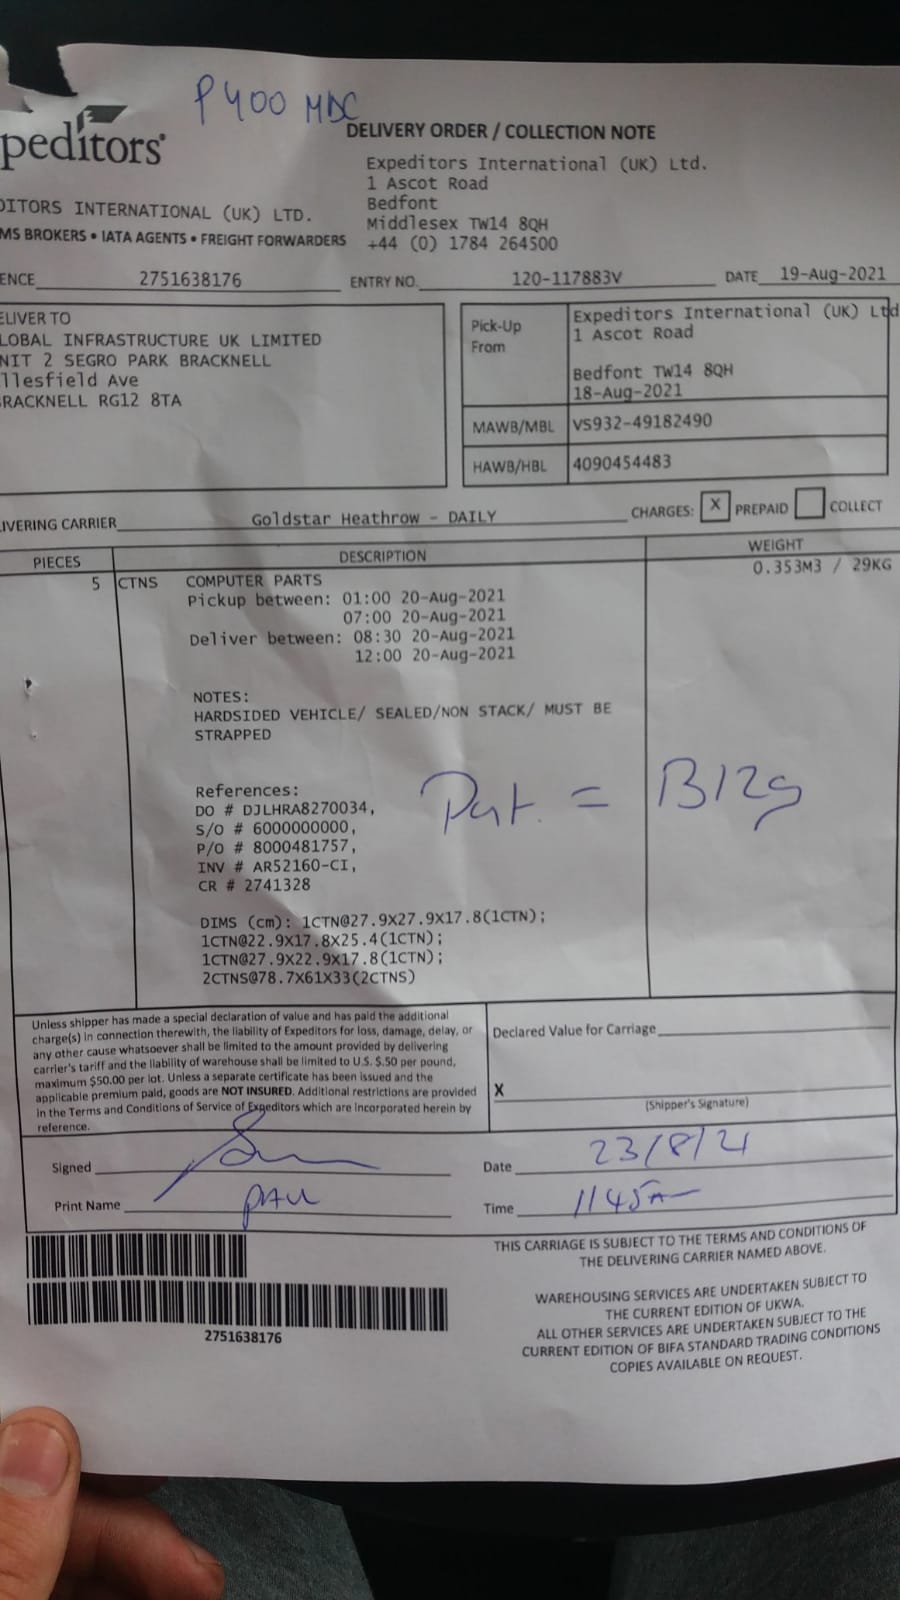 P400 MDC
peditors®
DELIVERY ORDER / COLLECTION NOTE
Expeditors International (UK) Ltd.
1 Ascot Road
Bedfont
Middlesex TW14 8QH
+44 (0) 1784 264500
DITORS INTERNATIONAL (UK) LTD.
MS BROKERS • IATA AGENTS • FREIGHT FORWARDERS
ENCE 2751638176 ENTRY NO. 120-117883V DATE 19-Aug-2021
ELIVER TO
LOBAL INFRASTRUCTURE UK LIMITED
NIT 2 SEGRO PARK BRACKNELL
llesfield Ave
RACKNELL RG12 8TA
Pick-Up From
Expeditors International (UK) Ltd
1 Ascot Road
Bedfont TW14 8QH
18-Aug-2021
MAWB/MBL VS932-49182490
HAWB/HBL 4090454483
IVERING CARRIER Goldstar Heathrow - DAILY CHARGES: X PREPAID COLLECT
PIECES DESCRIPTION WEIGHT
5 CTNS COMPUTER PARTS 0.353M3 / 29KG
Pickup between: 01:00 20-Aug-2021
07:00 20-Aug-2021
Deliver between: 08:30 20-Aug-2021
12:00 20-Aug-2021
NOTES:
HARDSIDED VEHICLE/ SEALED/NON STACK/ MUST BE
STRAPPED
References:
DO # DJLHRA8270034,
S/O # 6000000000,
P/O # 8000481757,
INV # AR52160-CI,
CR # 2741328
= B129
DIMS (cm): 1CTN@27.9X27.9X17.8(1CTN);
1CTN@22.9X17.8X25.4(1CTN);
1CTN@27.9X22.9X17.8(1CTN);
2CTNS@78.7X61X33(2CTNS)
Unless shipper has made a special declaration of value and has paid the additional
charge(s) in connection therewith, the liability of Expeditors for loss, damage, delay, or
any other cause whatsoever shall be limited to the amount provided by delivering
carrier's tariff and the liability of warehouse shall be limited to U.S. $.50 per pound,
maximum $50.00 per lot. Unless a separate certificate has been issued and the
applicable premium paid, goods are NOT INSURED. Additional restrictions are provided
in the Terms and Conditions of Service of Expeditors which are incorporated herein by
reference.
Declared Value for Carriage
X
(Shipper's Signature)
Signed
Date 23/8/21
Print Name PAU
Time 1145A
THIS CARRIAGE IS SUBJECT TO THE TERMS AND CONDITIONS OF
THE DELIVERING CARRIER NAMED ABOVE.
WAREHOUSING SERVICES ARE UNDERTAKEN SUBJECT TO
THE CURRENT EDITION OF UKWA.
ALL OTHER SERVICES ARE UNDERTAKEN SUBJECT TO THE
CURRENT EDITION OF BIFA STANDARD TRADING CONDITIONS
COPIES AVAILABLE ON REQUEST.
2751638176